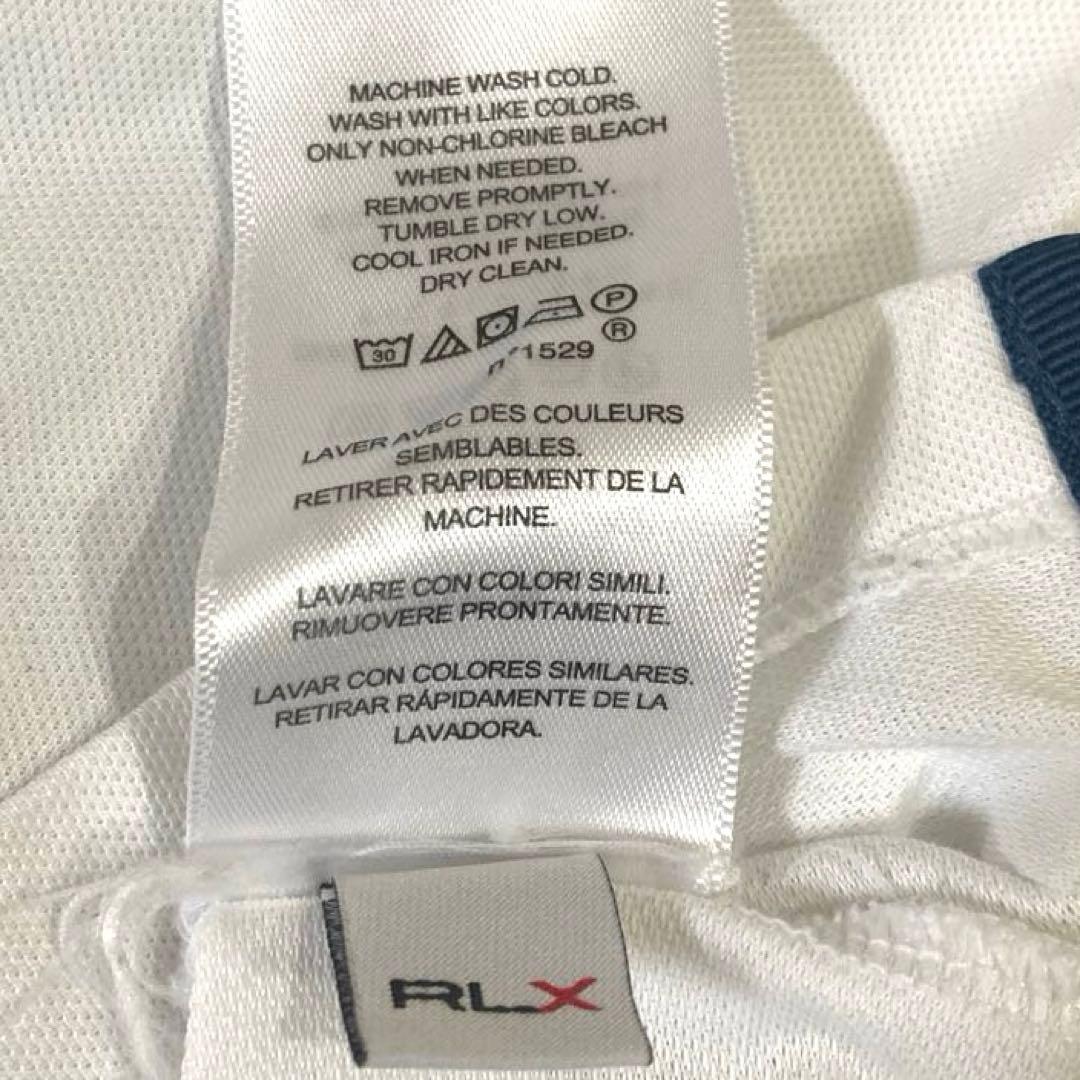 MACHINE WASH COLD.
WASH WITH LIKE COLORS.
ONLY NON-CHLORINE BLEACH
WHEN NEEDED.
REMOVE PROMPTLY.
TUMBLE DRY LOW.
COOL IRON IF NEEDED.
DRY CLEAN.
30 P
1529 ®
LAVER AVEC DES COULEURS
SEMBLABLES.
RETIRER RAPIDEMENT DE LA
MACHINE.
LAVARE CON COLORI SIMILI.
RIMUOVERE PRONTAMENTE.
LAVAR CON COLORES SIMILARES.
RETIRAR RÁPIDAMENTE DE LA
LAVADORA.
RLX